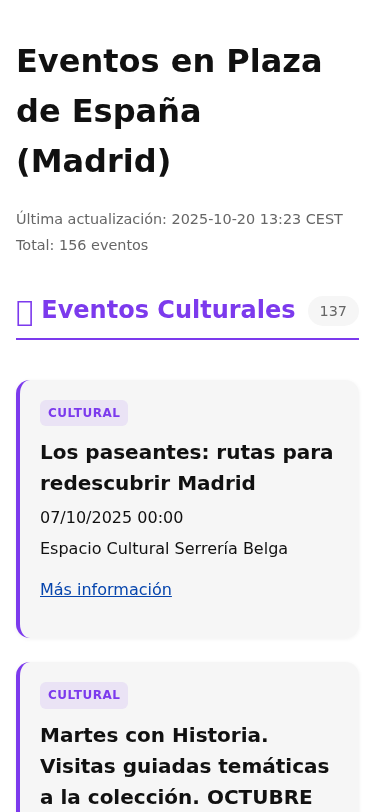 Eventos en Plaza
de España
(Madrid)
Última actualización: 2025-10-20 13:23 CEST
Total: 156 eventos
Eventos Culturales 137
CULTURAL
Los paseantes: rutas para
redescubrir Madrid
07/10/2025 00:00
Espacio Cultural Serrería Belga
Más información
CULTURAL
Martes con Historia.
Visitas guiadas temáticas
a la colección. OCTUBRE